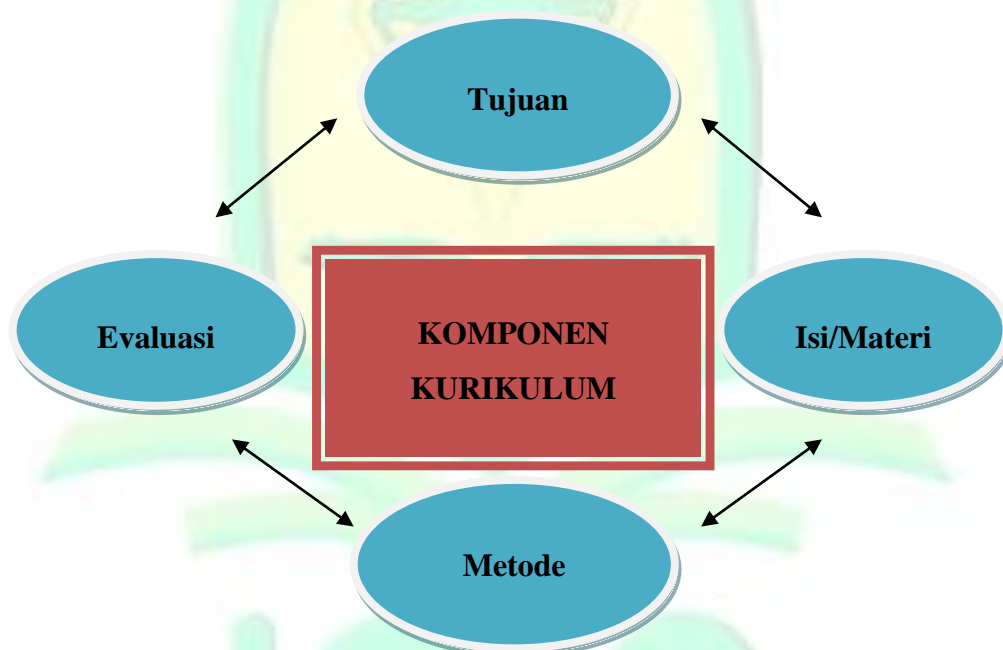 Tujuan
Evaluasi
KOMPONEN
KURIKULUM
Isi/Materi
Metode